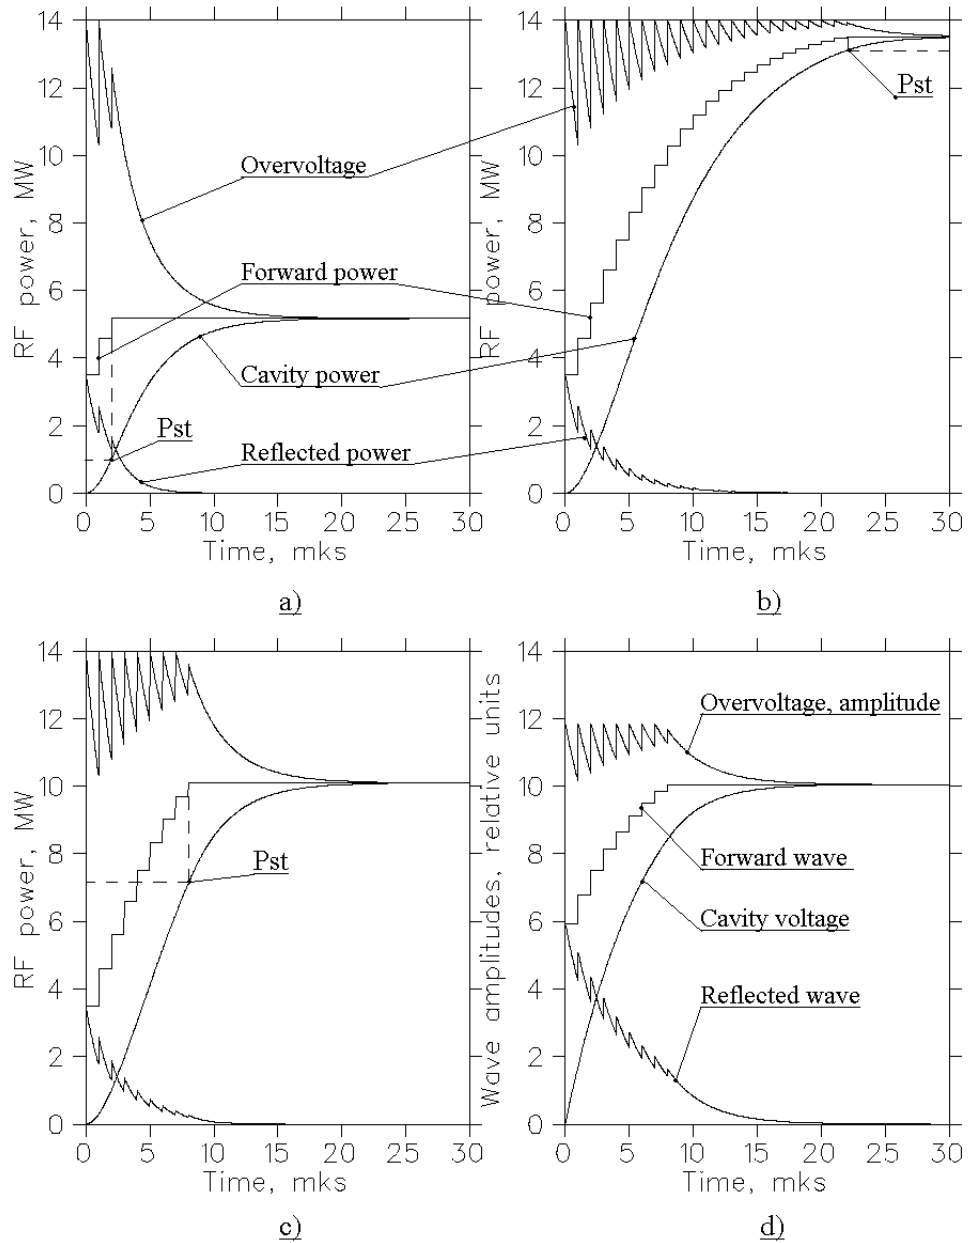 14
12
10
8
6
4
2
0
RF power, MW
Overvoltage
Forward power
Cavity power
Pst
Reflected power
0 5 10 15 20 25 30
Time, mks
a)
14
12
10
8
6
4
2
0
RF power, MW
Pst
0 5 10 15 20 25 30
Time, mks
b)
14
12
10
8
6
4
2
0
RF power, MW
Pst
0 5 10 15 20 25 30
Time, mks
c)
14
12
10
8
6
4
2
0
Wave amplitudes, relative units
Overvoltage, amplitude
Forward wave
Cavity voltage
Reflected wave
0 5 10 15 20 25 30
Time, mks
d)